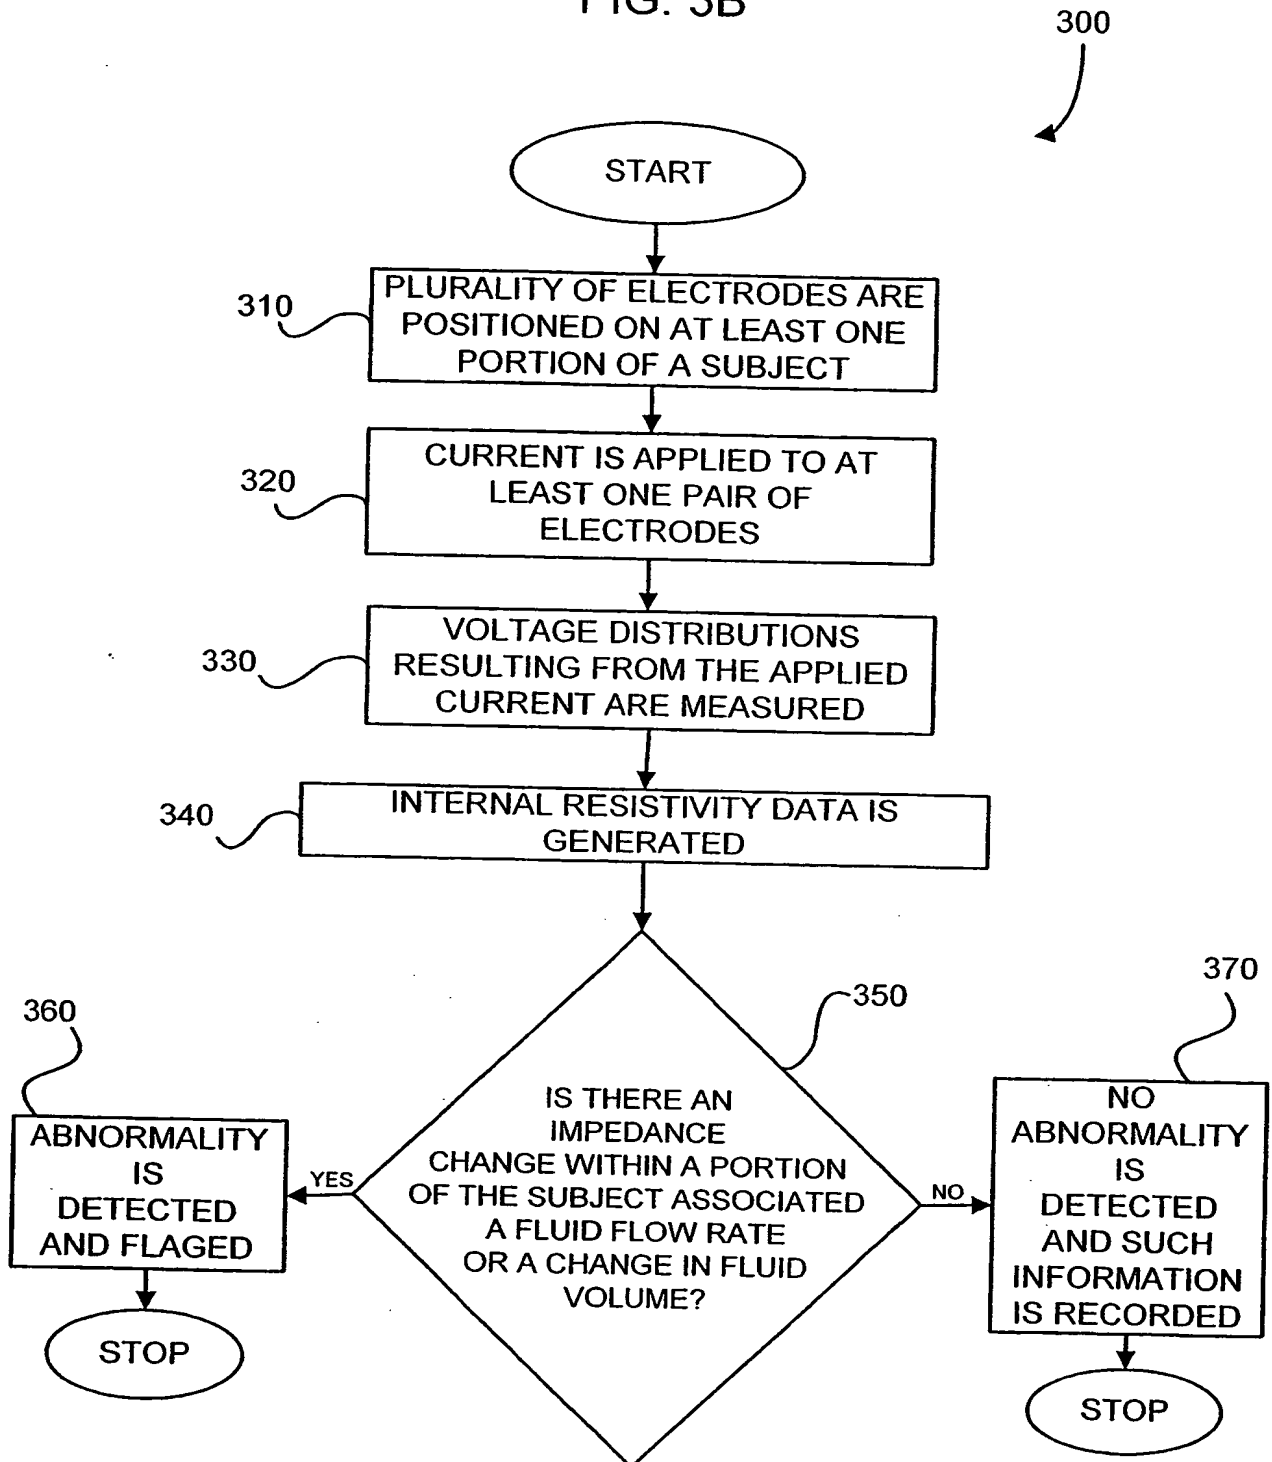 FIG. 3B
300
START
310
PLURALITY OF ELECTRODES ARE
POSITIONED ON AT LEAST ONE
PORTION OF A SUBJECT
320
CURRENT IS APPLIED TO AT
LEAST ONE PAIR OF
ELECTRODES
330
VOLTAGE DISTRIBUTIONS
RESULTING FROM THE APPLIED
CURRENT ARE MEASURED
340
INTERNAL RESISTIVITY DATA IS
GENERATED
350
IS THERE AN
IMPEDANCE
CHANGE WITHIN A PORTION
OF THE SUBJECT ASSOCIATED
A FLUID FLOW RATE
OR A CHANGE IN FLUID
VOLUME?
YES
360
ABNORMALITY
IS
DETECTED
AND FLAGED
STOP
NO
370
NO
ABNORMALITY
IS
DETECTED
AND SUCH
INFORMATION
IS RECORDED
STOP